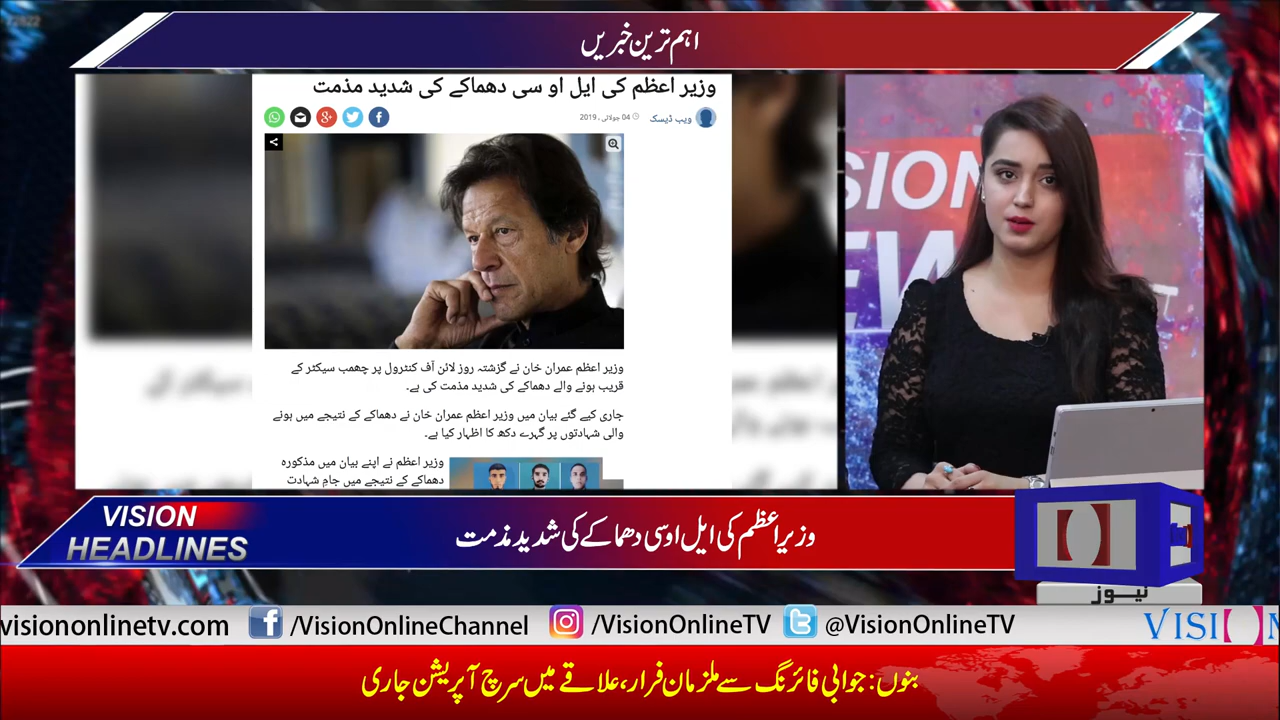 اہم ترین خبریں
وزیر اعظم کی ایل او سی دھماکے کی شدید مذمت
ویب ڈیسک
04 جولائی ، 2019
وزیر اعظم عمران خان نے گزشتہ روز لائن آف کنٹرول پر چھمب سیکٹر کے
قریب ہونے والے دھماکے کی شدید مذمت کی ہے۔
جاری کیے گئے بیان میں وزیر اعظم عمران خان نے دھماکے کے نتیجے میں ہونے
والی شہادتوں پر گہرے دکھ کا اظہار کیا ہے۔
وزیر اعظم نے اپنے بیان میں مذکورہ
دھماکے کے نتیجے میں جامِ شہادت
SION
NEW
VISION
HEADLINES
وزیراعظم کی ایل او سی دھماکے کی شدید مذمت
نیوز
visiononlinetv.com
/VisionOnlineChannel
/VisionOnlineTV
@VisionOnlineTV
VISI
بنوں: جوابی فائرنگ سے ملزمان فرار، علاقے میں سرچ آپریشن جاری